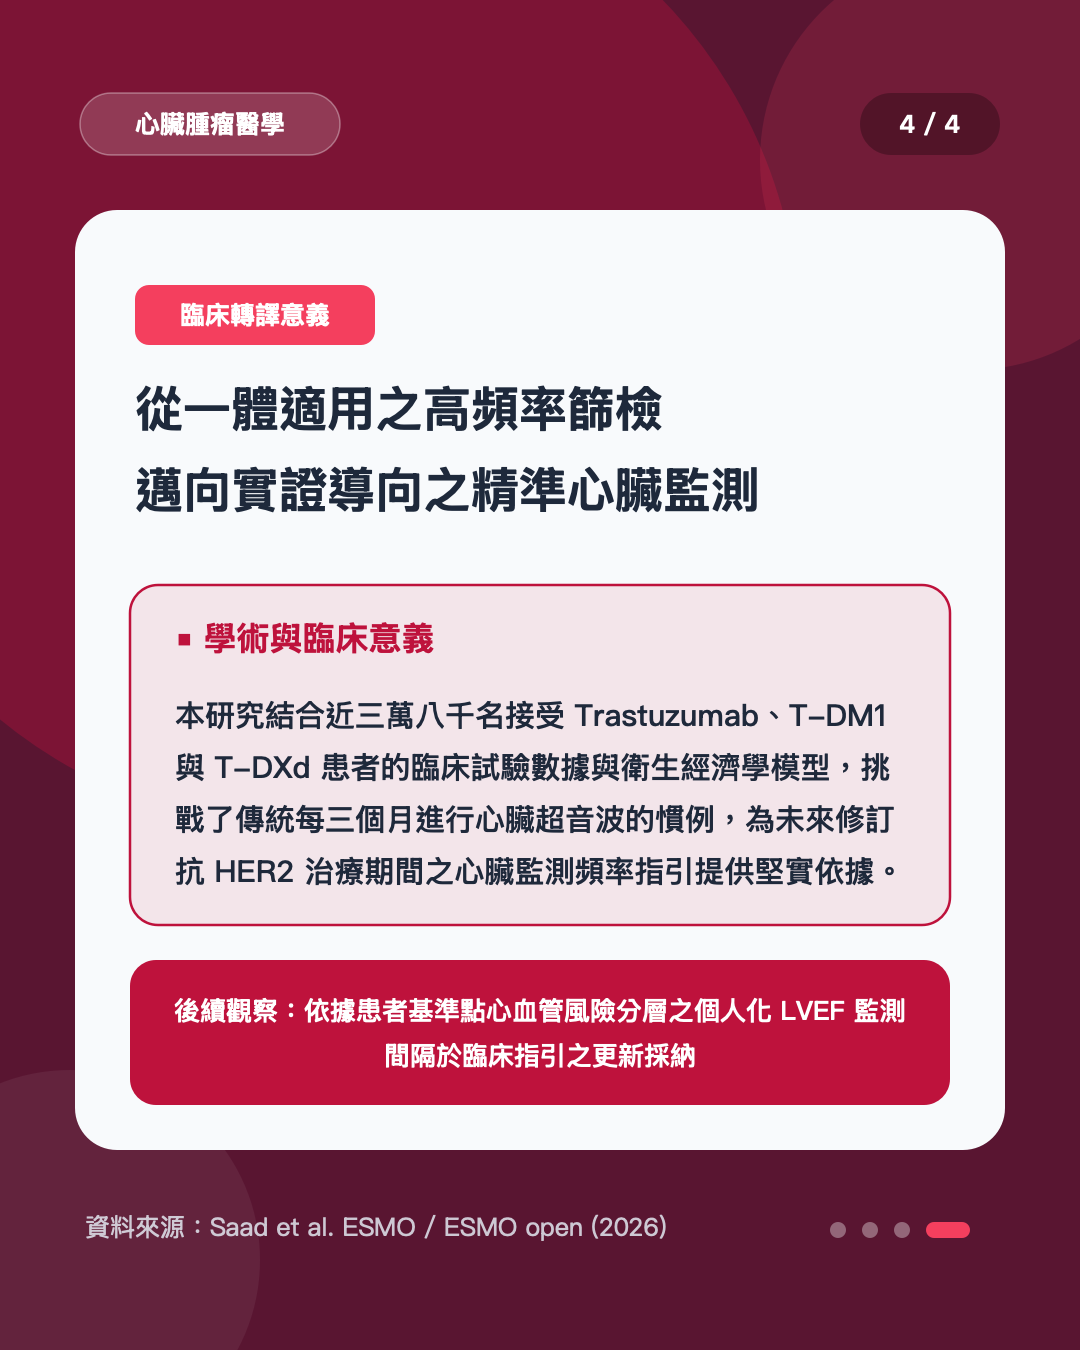 心臟腫瘤醫學
4 / 4
臨床轉譯意義
從一體適用之高頻率篩檢
邁向實證導向之精準心臟監測
▪ 學術與臨床意義
本研究結合近三萬八千名接受 Trastuzumab、T–DM1
與 T–DXd 患者的臨床試驗數據與衛生經濟學模型，挑
戰了傳統每三個月進行心臟超音波的慣例，為未來修訂
抗 HER2 治療期間之心臟監測頻率指引提供堅實依據。
後續觀察：依據患者基準點心血管風險分層之個人化 LVEF 監測
間隔於臨床指引之更新採納
資料來源：Saad et al. ESMO / ESMO open (2026)